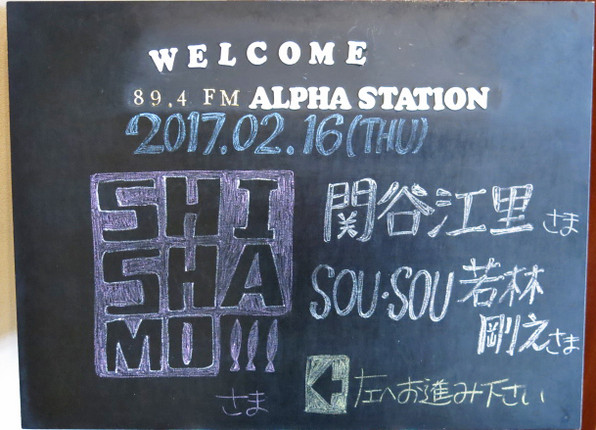 WELCOME
89.4 FM ALPHA STATION
2017.02.16(THU)
SHI
SHA
MO
さま
関谷江里さま
SOU・SOU 若林
剛之さま
左へお進み下さい